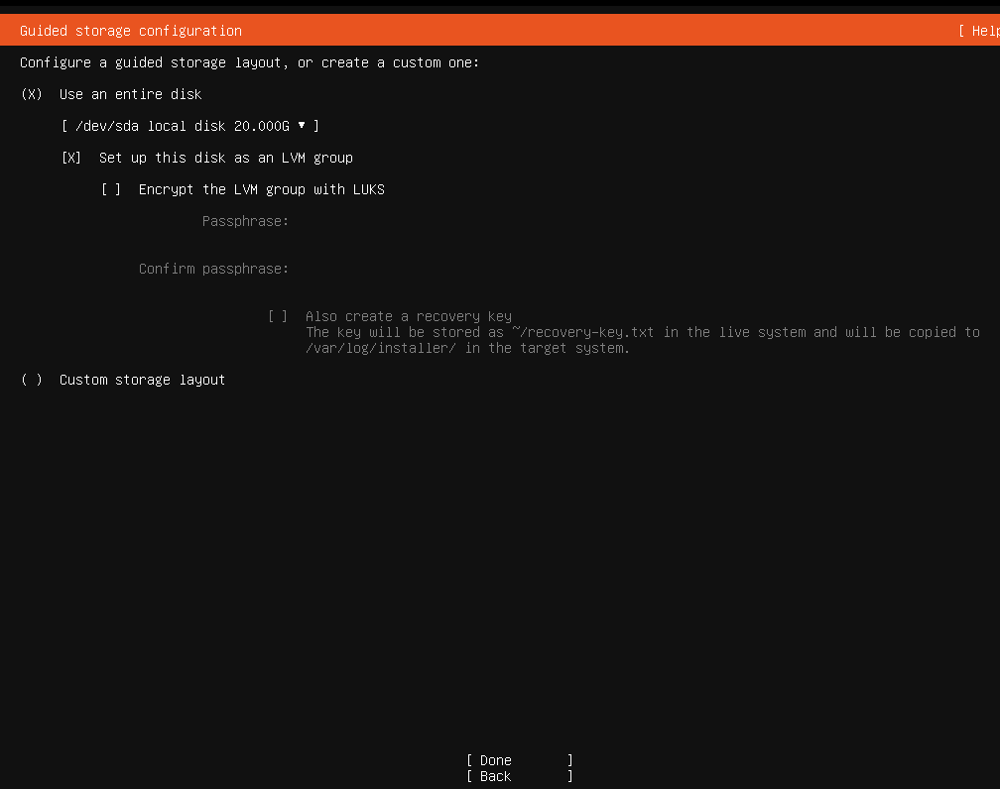 Guided storage configuration [ Help
Configure a guided storage layout, or create a custom one:
(X) Use an entire disk
[ /dev/sda local disk 20.000G ▾ ]
[X] Set up this disk as an LVM group
[ ] Encrypt the LVM group with LUKS
Passphrase:
Confirm passphrase:
[ ] Also create a recovery key
The key will be stored as ~/recovery-key.txt in the live system and will be copied to
/var/log/installer/ in the target system.
( ) Custom storage layout
[ Done ]
[ Back ]